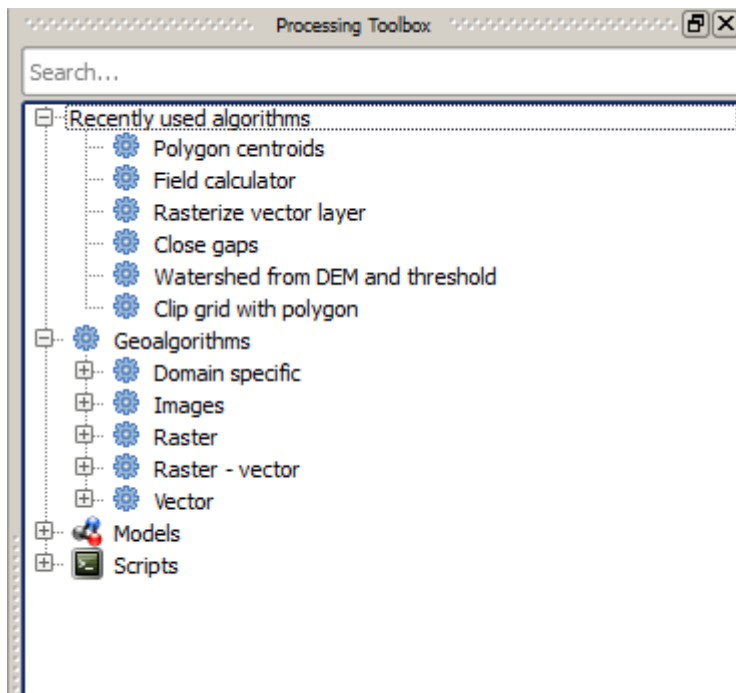 Processing Toolbox
Search...
Recently used algorithms
Polygon centroids
Field calculator
Rasterize vector layer
Close gaps
Watershed from DEM and threshold
Clip grid with polygon
Geoalgorithms
Domain specific
Images
Raster
Raster - vector
Vector
Models
Scripts